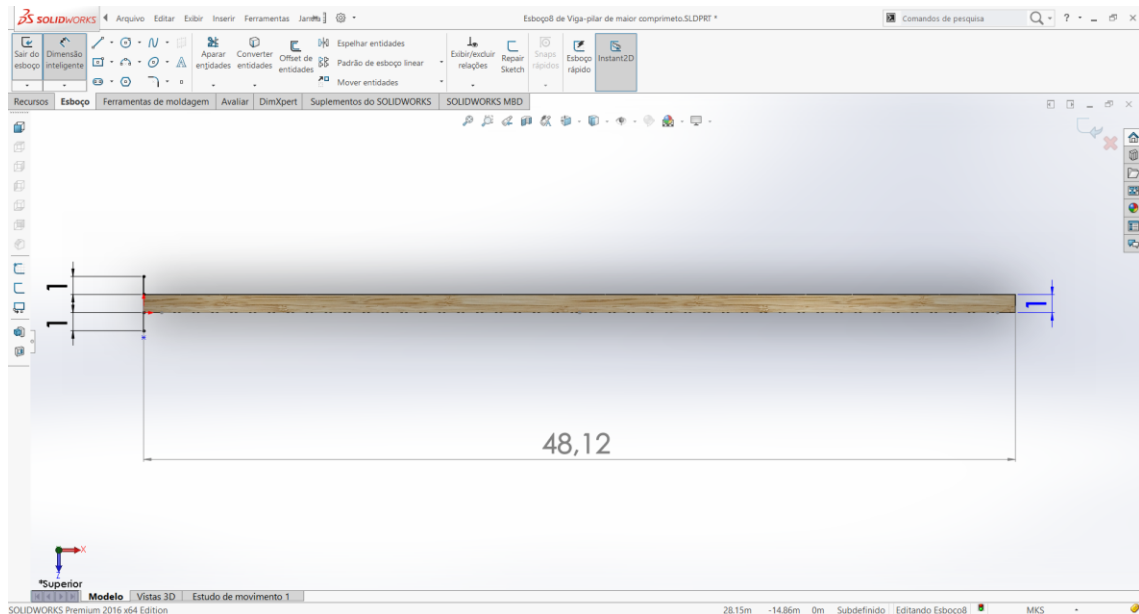 SOLIDWORKS Arquivo Editar Exibir Inserir Ferramentas Esboço8 de Viga-pilar de maior comprimeto.SLDPRT * Comandos de pesquisa ?
Sair do esboço
Dimensão inteligente
Aparar entidades
Converter entidades
Offset de entidades
Espelhar entidades
Padrão de esboço linear
Mover entidades
Exibir/excluir relações
Repair Sketch
Snaps rápidos
Esboço rápido
Instant2D
Recursos Esboço Ferramentas de moldagem Avaliar DimXpert Suplementos do SOLIDWORKS SOLIDWORKS MBD
1
1
1
48,12
X
Z
*Superior
Modelo Vistas 3D Estudo de movimento 1
SOLIDWORKS Premium 2016 x64 Edition 28.15m -14.86m 0m Subdefinido Editando Esboço8 MKS